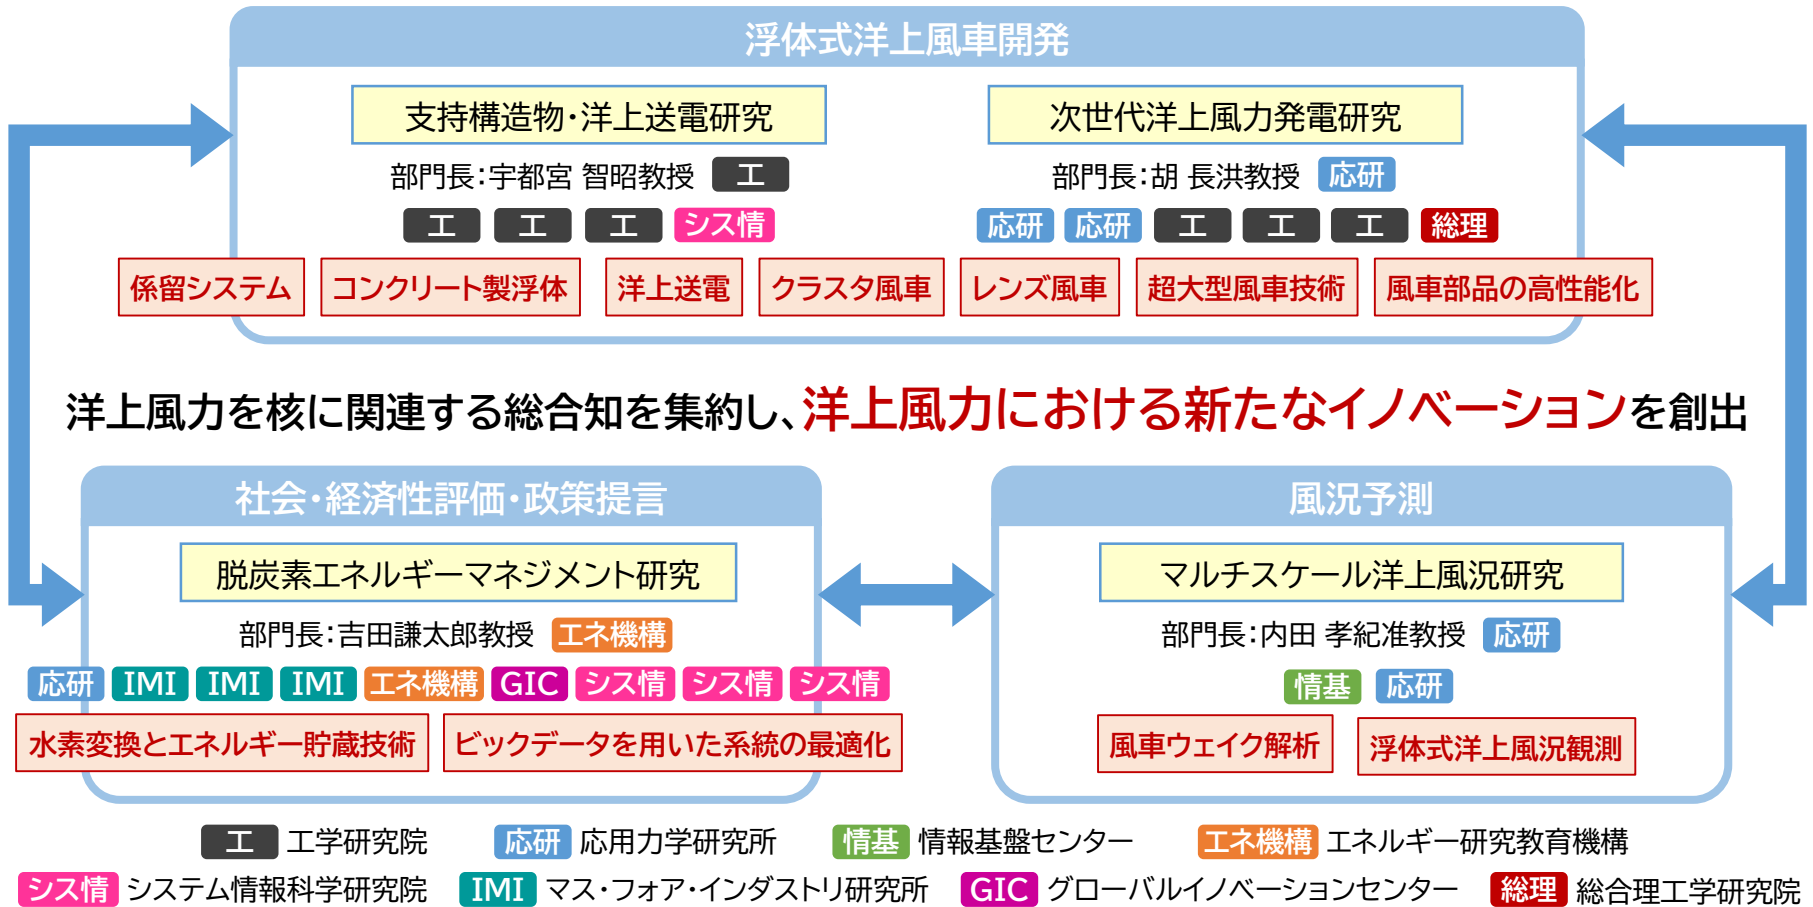 浮体式洋上風車開発
支持構造物・洋上送電研究
部門長：宇都宮 智昭教授 工
工 工 工 シス情
次世代洋上風力発電研究
部門長：胡 長洪教授 応研
応研 応研 工 工 工 総理
係留システム コンクリート製浮体 洋上送電 クラスタ風車 レンズ風車 超大型風車技術 風車部品の高性能化
洋上風力を核に関連する総合知を集約し、洋上風力における新たなイノベーションを創出
社会・経済性評価・政策提言
脱炭素エネルギーマネジメント研究
部門長：吉田謙太郎教授 エネ機構
応研 IMI IMI IMI エネ機構 GIC シス情 シス情 シス情
水素変換とエネルギー貯蔵技術 ビックデータを用いた系統の最適化
風況予測
マルチスケール洋上風況研究
部門長：内田 孝紀准教授 応研
情基 応研
風車ウェイク解析 浮体式洋上風況観測
工 工学研究院 応研 応用力学研究所 情基 情報基盤センター エネ機構 エネルギー研究教育機構
シス情 システム情報科学研究院 IMI マス・フォア・インダストリ研究所 GIC グローバルイノベーションセンター 総理 総合理工学研究院